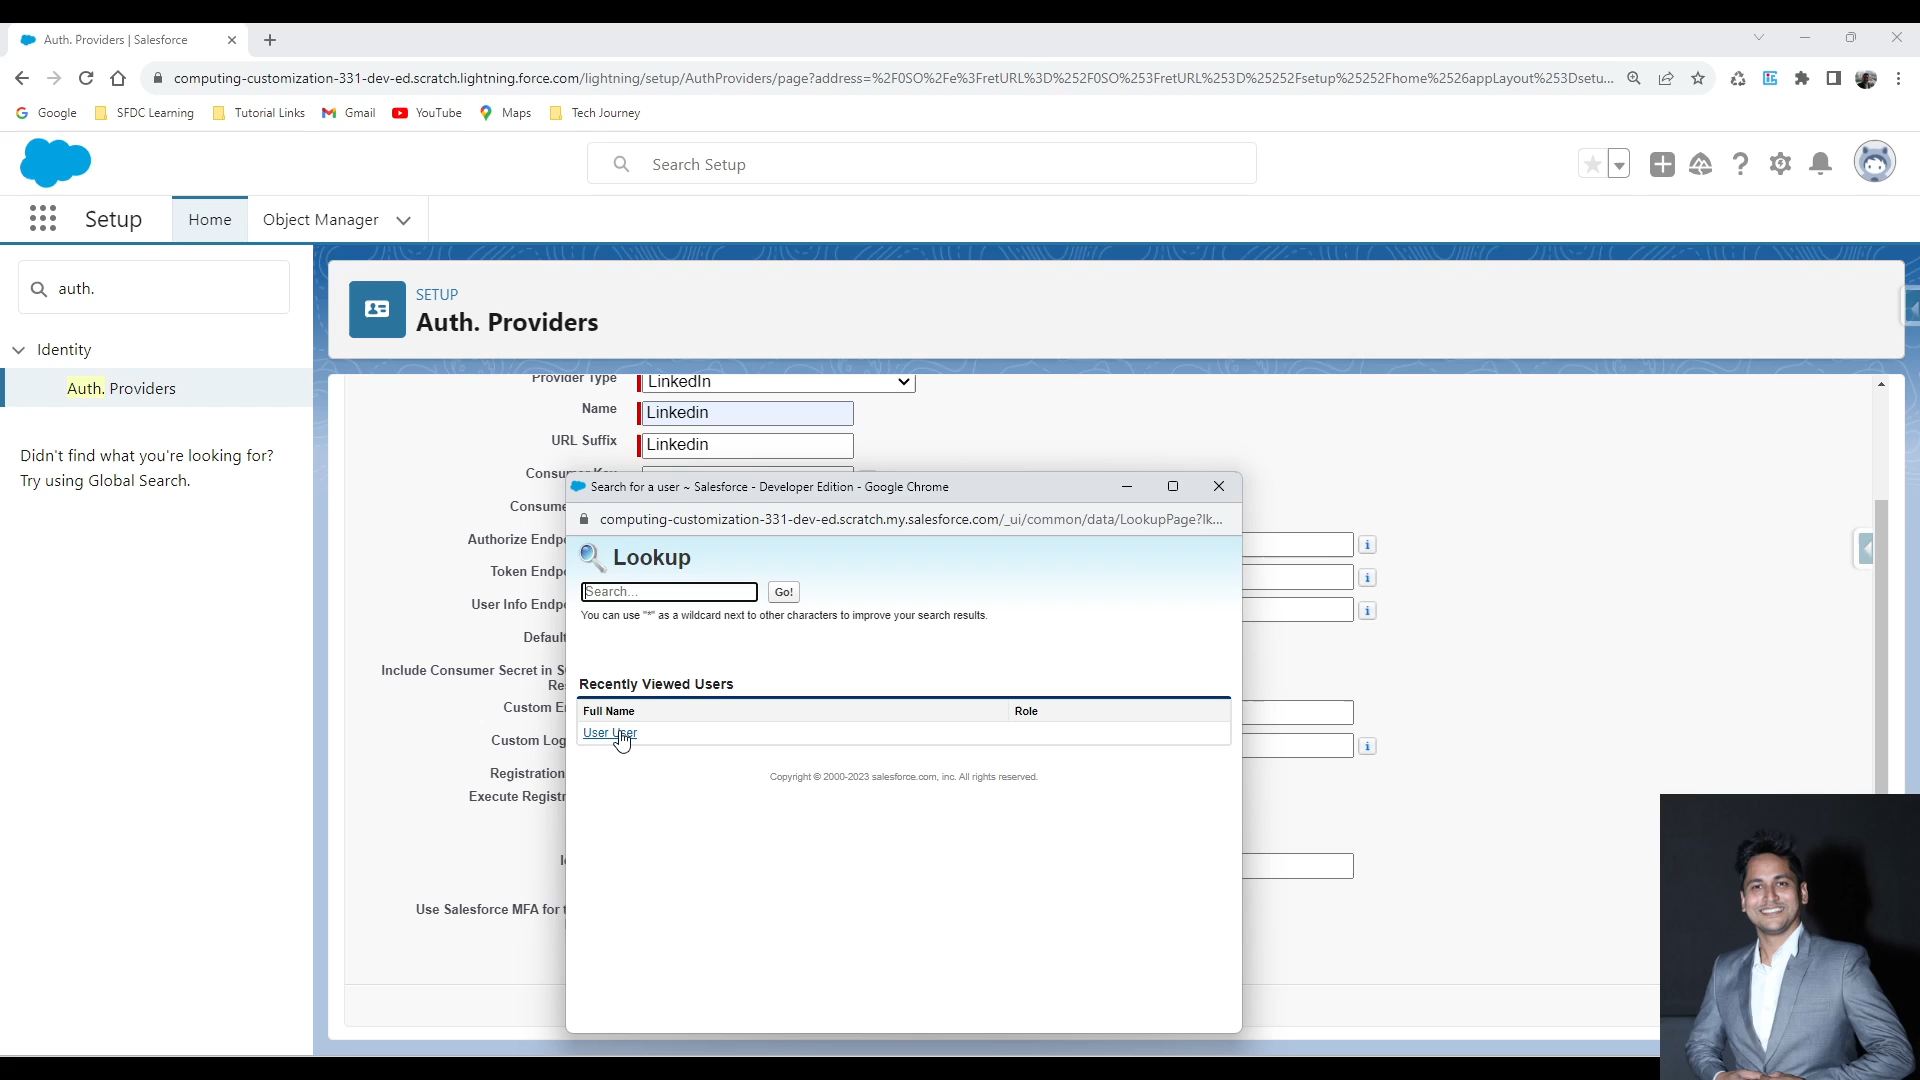 Auth. Providers | Salesforce
computing-customization-331-dev-ed.scratch.lightning.force.com/lightning/setup/AuthProviders/page?address=%2F0SO%2Fe%3FretURL%3D%252F0SO%253FretURL%253D%25252Fsetup%25252Fhome%2526appLayout%253Dsetu...
Google
SFDC Learning
Tutorial Links
Gmail
YouTube
Maps
Tech Journey
Search Setup
Setup
Home
Object Manager
auth.
Identity
Auth. Providers
Didn't find what you're looking for?
Try using Global Search.
SETUP
Auth. Providers
Provider Type
LinkedIn
Name
Linkedin
URL Suffix
Linkedin
Authorize Endp
Token Endp
User Info Endp
Default
Include Consumer Secret in
Custom
Custom Log
Registration
Execute Regist
Use Salesforce MFA for
Search for a user ~ Salesforce - Developer Edition - Google Chrome
computing-customization-331-dev-ed.scratch.my.salesforce.com/_ui/common/data/LookupPage?lk...
Lookup
Search...
Go!
You can use "*" as a wildcard next to other characters to improve your search results.
Recently Viewed Users
Full Name
Role
User User
Copyright © 2000-2023 salesforce.com, inc. All rights reserved.